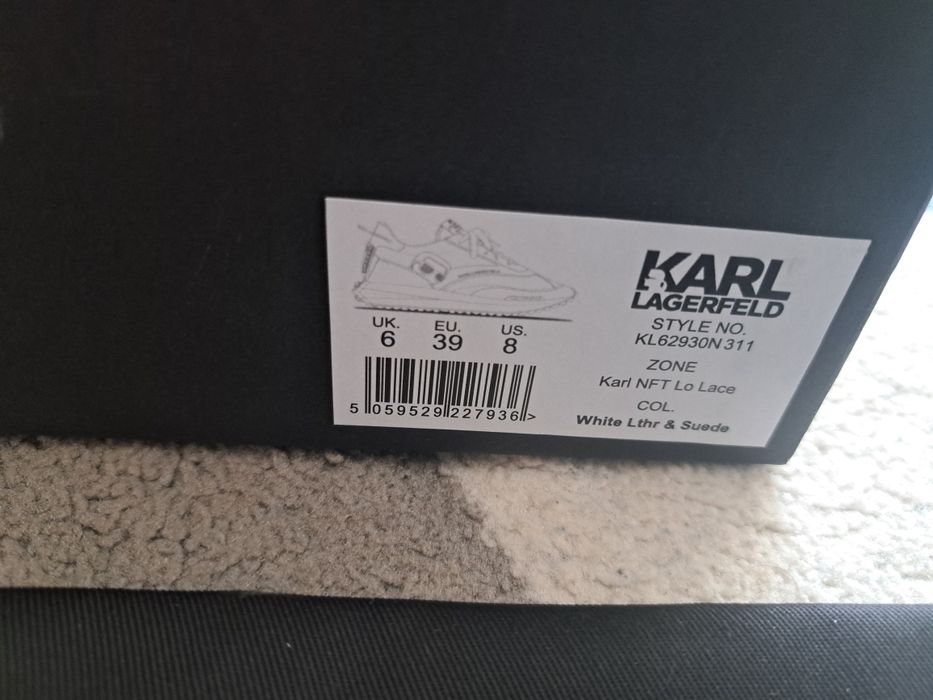 UK. EU. US.
6 39 8
5 059529 227936 >
KARL
LAGERFELD
STYLE NO.
KL62930N 311
ZONE
Karl NFT Lo Lace
COL.
White Lthr & Suede